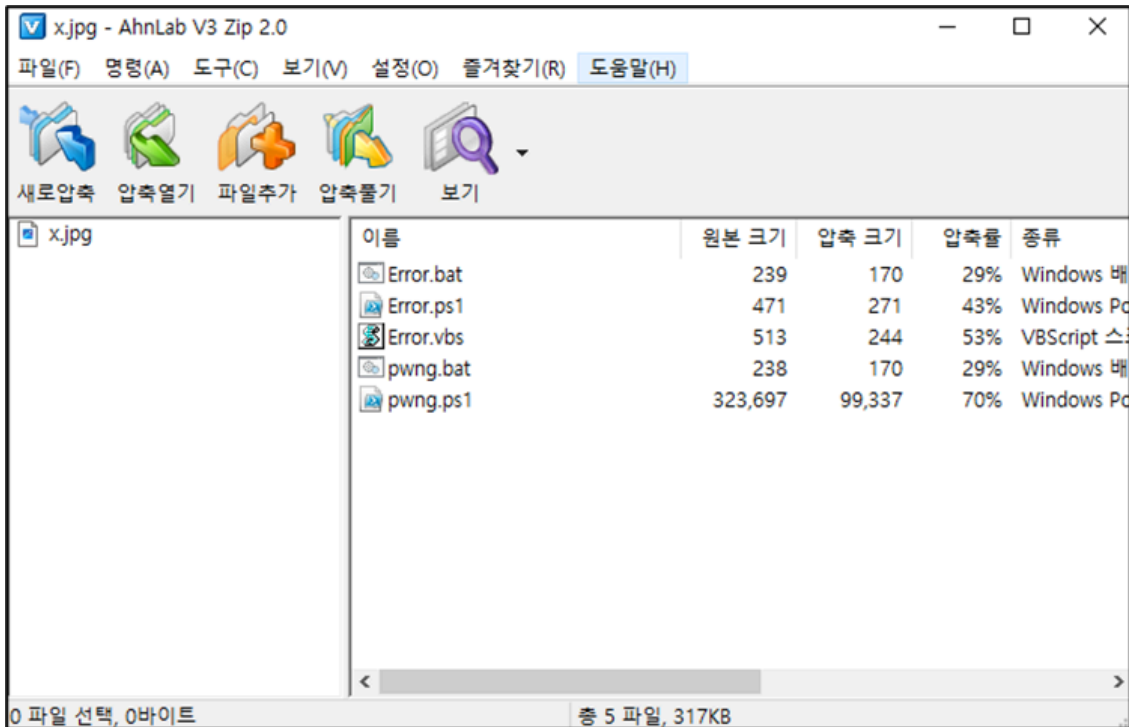 x.jpg - AhnLab V3 Zip 2.0
파일(F) 명령(A) 도구(C) 보기(V) 설정(O) 즐겨찾기(R) 도움말(H)
새로압축 압축열기 파일추가 압축풀기 보기
x.jpg
이름 원본 크기 압축 크기 압축률 종류
Error.bat 239 170 29% Windows 배
Error.ps1 471 271 43% Windows Po
Error.vbs 513 244 53% VBScript
pwng.bat 238 170 29% Windows 배
pwng.ps1 323,697 99,337 70% Windows Po
0 파일 선택, 0바이트 총 5 파일, 317KB